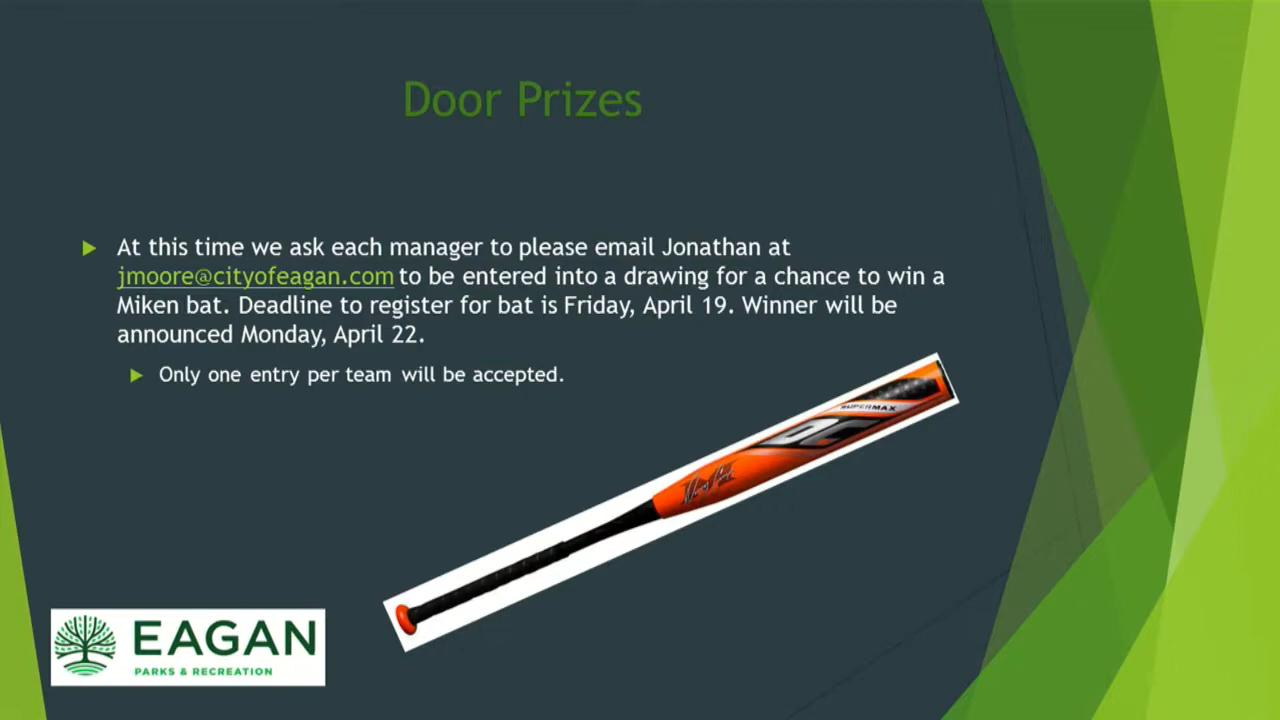 Door Prizes
At this time we ask each manager to please email Jonathan at
jmoore@cityofeagan.com to be entered into a drawing for a chance to win a
Miken bat. Deadline to register for bat is Friday, April 19. Winner will be
announced Monday, April 22.
Only one entry per team will be accepted.
SUPERMAX
EAGAN
PARKS & RECREATION